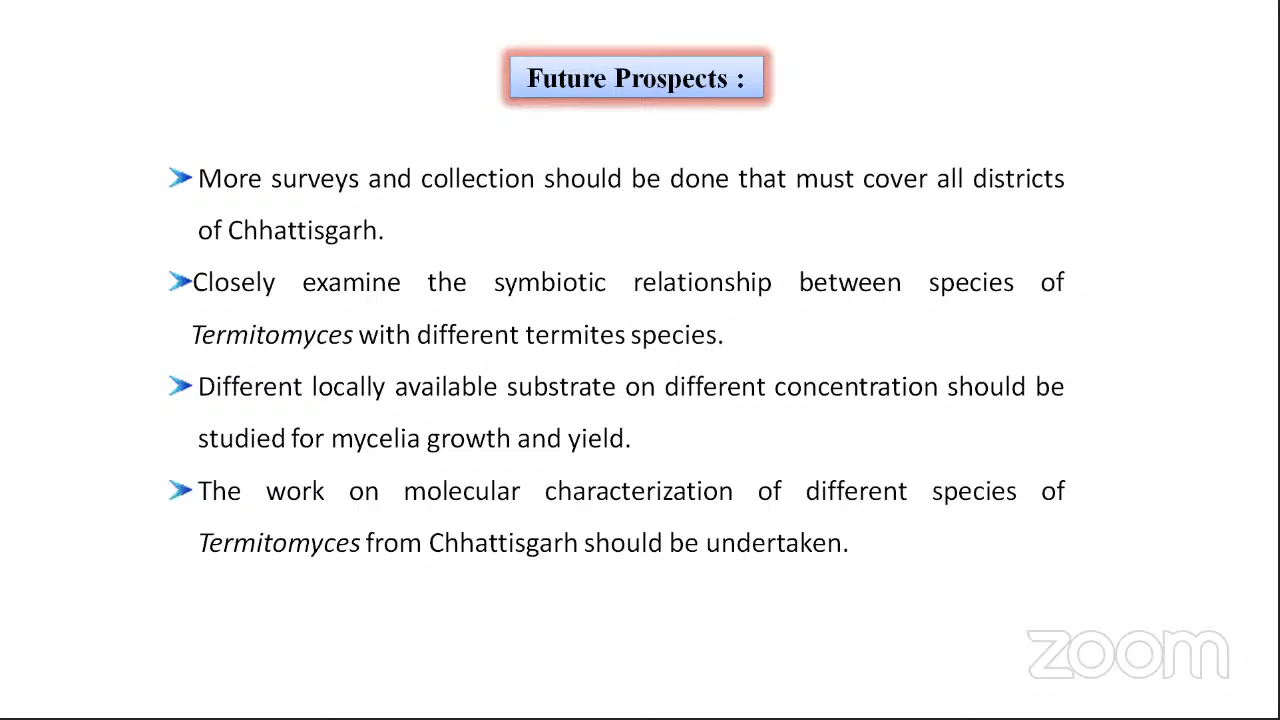 Future Prospects :
More surveys and collection should be done that must cover all districts
of Chhattisgarh.
Closely examine the symbiotic relationship between species of
Termitomyces with different termites species.
Different locally available substrate on different concentration should be
studied for mycelia growth and yield.
The work on molecular characterization of different species of
Termitomyces from Chhattisgarh should be undertaken.
zoom